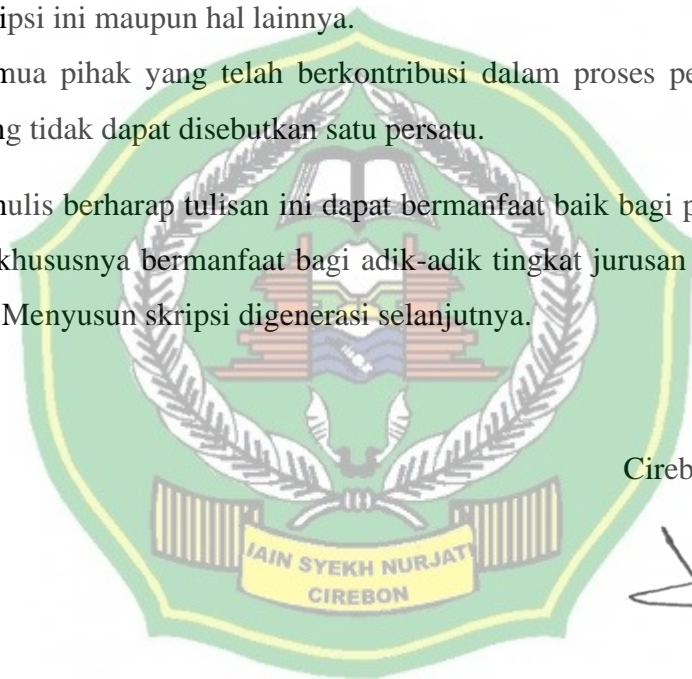 ipsi ini maupun hal lainnya.
mua pihak yang telah berkontribusi dalam proses pe
ng tidak dapat disebutkan satu persatu.
nulis berharap tulisan ini dapat bermanfaat baik bagi p
khususnya bermanfaat bagi adik-adik tingkat jurusan
Menyusun skripsi digenerasi selanjutnya.
Cireb
IAIN SYEKH NURJATI
CIREBON